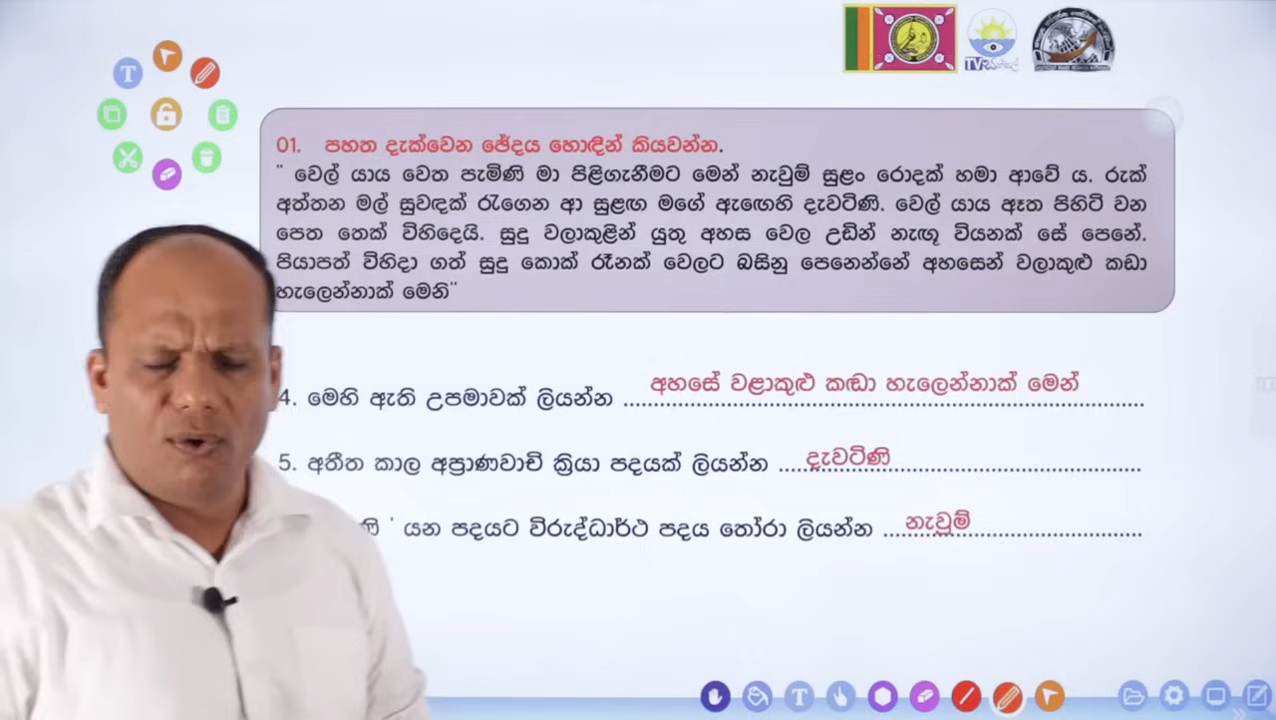 01. පහත දැක්වෙන ඡේදය හොඳින් කියවන්න.
" වෙල් යාය වෙත පැමිණි මා පිළිගැනීමට මෙන් නැවුම් සුළං රොදක් හමා ආවේ ය. රුක්
අත්තන මල් සුවඳක් රැගෙන ආ සුළඟ මගේ ඇඟෙහි දැවටිණි. වෙල් යාය ඈත පිහිටි වන
පෙත තෙක් විහිදෙයි. සුදු වලාකුළින් යුතු අහස වෙල උඩින් නැඟූ වියනක් සේ පෙනේ.
පියාපත් විහිදා ගත් සුදු කොක් රෑනක් වෙලට බසිනු පෙනෙන්නේ අහසෙන් වලාකුළු කඩා
හැලෙන්නාක් මෙනි"
4. මෙහි ඇති උපමාවක් ලියන්න ........ අහසේ වළාකුළු කඬා හැලෙන්නාක් මෙන්
5. අතීත කාල අප්‍රාණවාචි ක්‍රියා පදයක් ලියන්න ........ දැවටිණි
' යන පදයට විරුද්ධාර්ථ පදය තෝරා ලියන්න ........ නැවුම්
T
TV
T